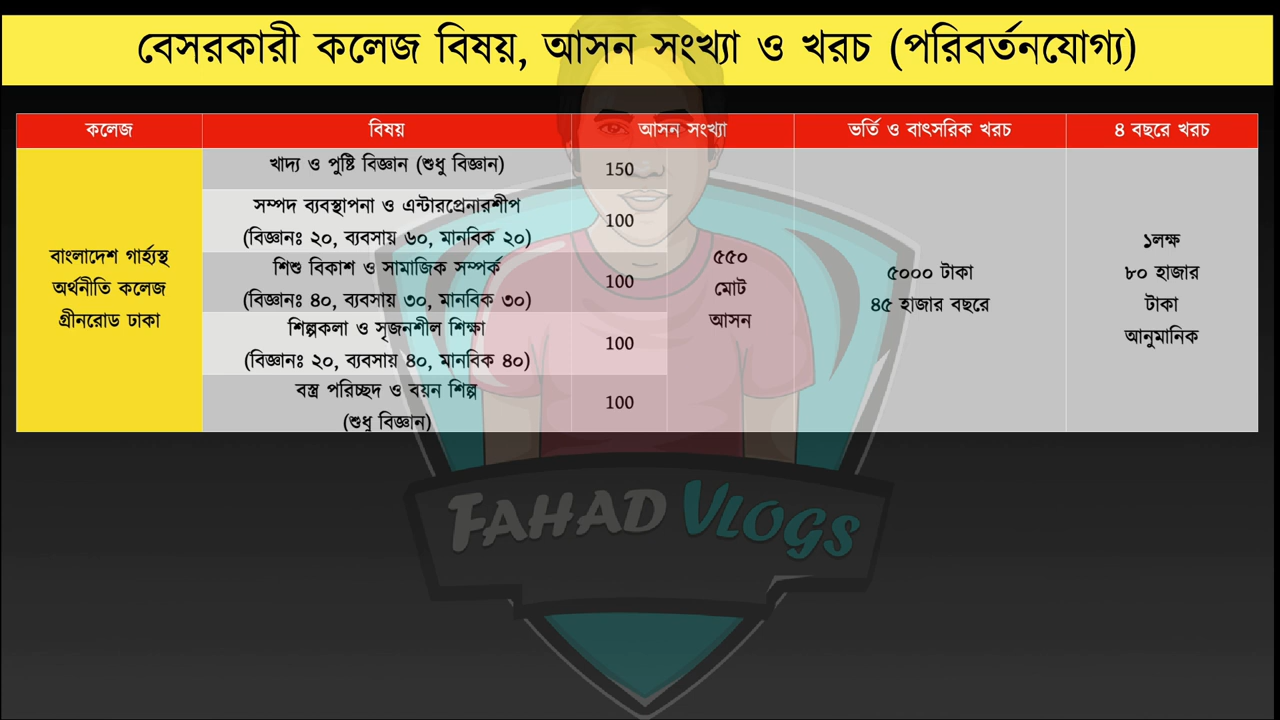 বেসরকারী কলেজ বিষয়, আসন সংখ্যা ও খরচ (পরিবর্তনযোগ্য)
কলেজ বিষয় আসন সংখ্যা ভর্তি ও বাৎসরিক খরচ ৪ বছরে খরচ
বাংলাদেশ গার্হ্যস্থ
অর্থনীতি কলেজ
গ্রীনরোড ঢাকা
খাদ্য ও পুষ্টি বিজ্ঞান (শুধু বিজ্ঞান)
150
সম্পদ ব্যবস্থাপনা ও এন্টারপ্রেনারশীপ
(বিজ্ঞানঃ ২০, ব্যবসায় ৬০, মানবিক ২০)
100
শিশু বিকাশ ও সামাজিক সম্পর্ক
(বিজ্ঞানঃ ৪০, ব্যবসায় ৩০, মানবিক ৩০)
100
শিল্পকলা ও সৃজনশীল শিক্ষা
(বিজ্ঞানঃ ২০, ব্যবসায় ৪০, মানবিক ৪০)
100
বস্ত্র পরিচ্ছদ ও বয়ন শিল্প
(শুধু বিজ্ঞান)
100
৫৫০
মোট
আসন
৫০০০ টাকা
৪৫ হাজার বছরে
১লক্ষ
৮০ হাজার
টাকা
আনুমানিক
FAHAD VLOGS